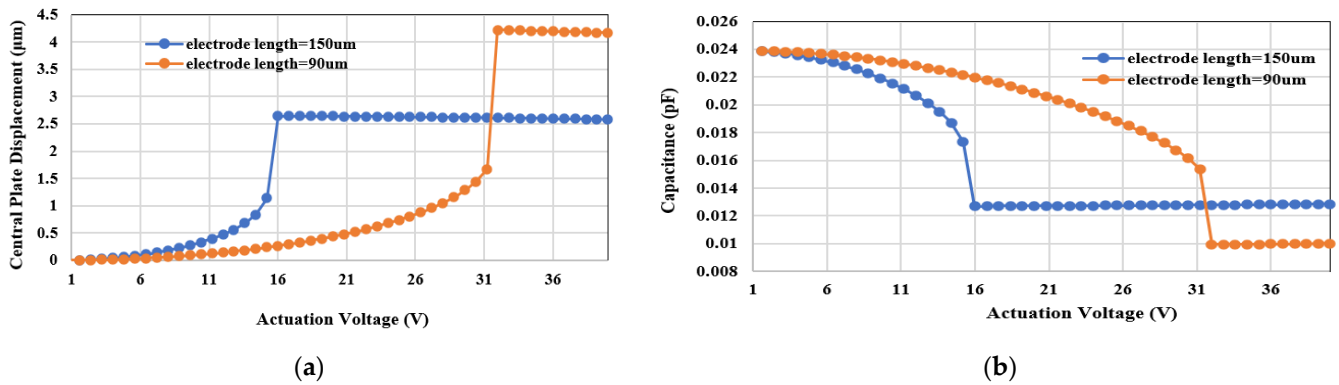 Central Plate Displacement (μm)
4.5
4
3.5
3
2.5
2
1.5
1
0.5
0
electrode length=150um
electrode length=90um
1 6 11 16 21 26 31 36
Actuation Voltage (V)
(a)
Capacitance (pF)
0.026
0.024
0.022
0.02
0.018
0.016
0.014
0.012
0.01
0.008
electrode length=150um
electrode length=90um
1 6 11 16 21 26 31 36
Actuation Voltage (V)
(b)